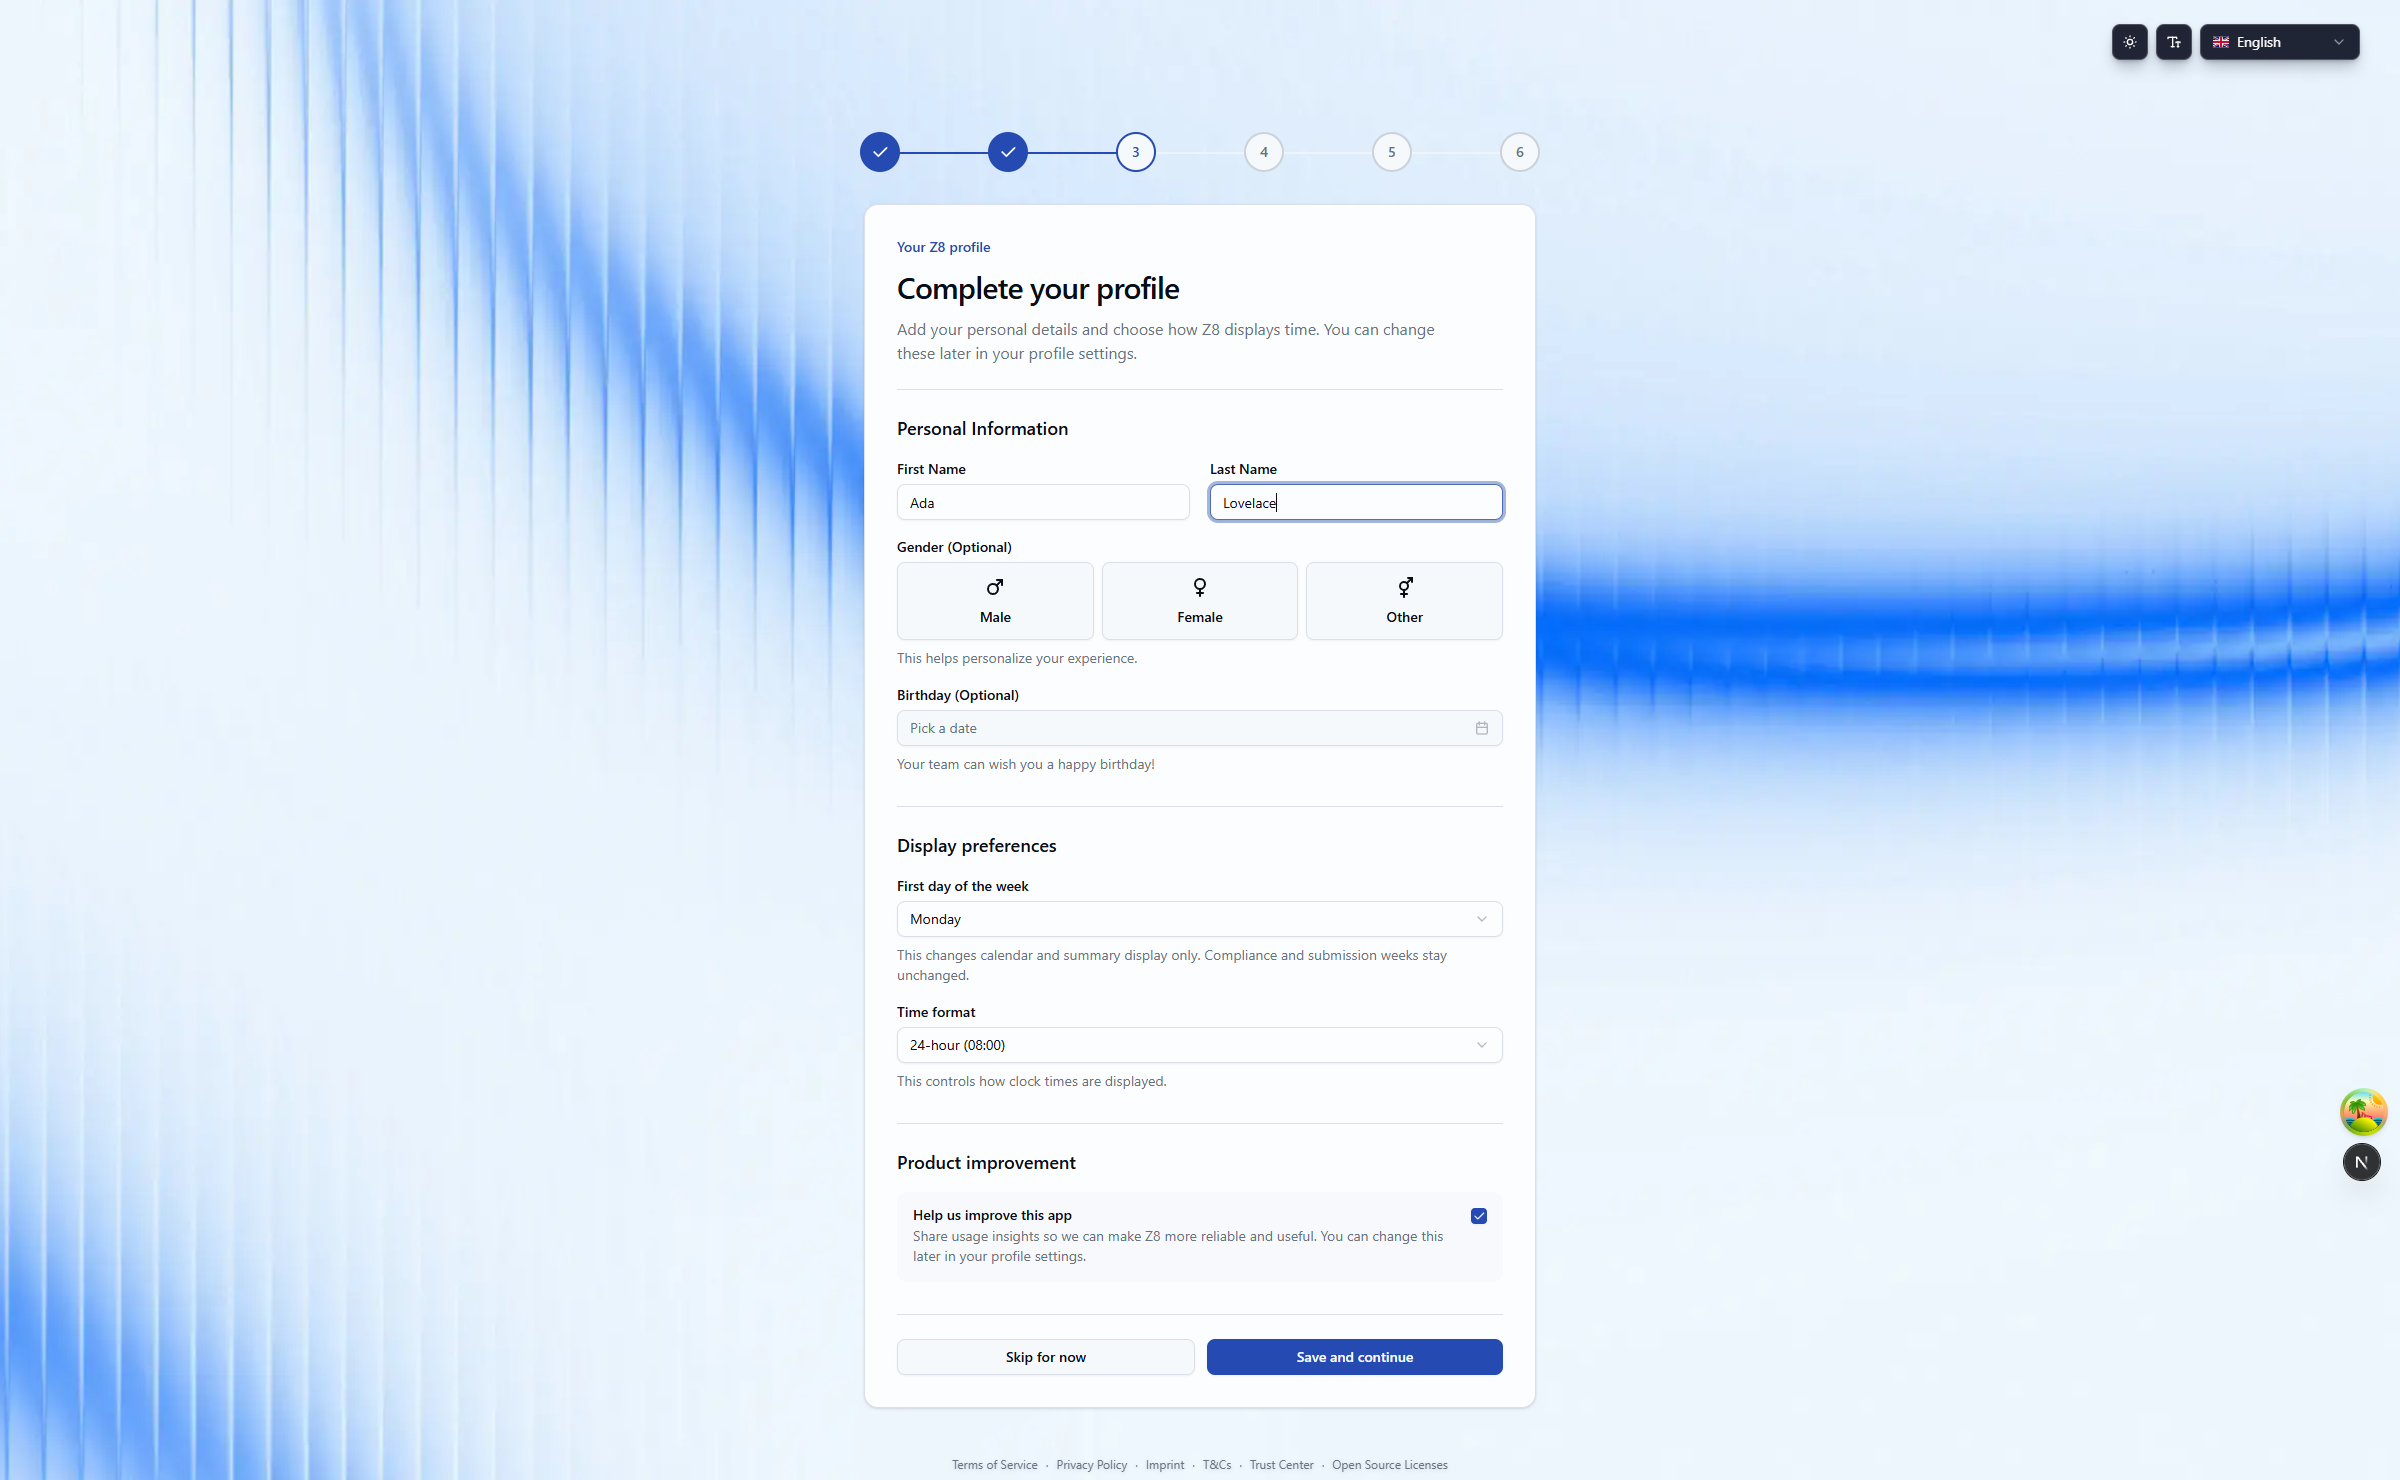 English
3
4
5
6
Your Z8 profile
Complete your profile
Add your personal details and choose how Z8 displays time. You can change
these later in your profile settings.
Personal Information
First Name
Last Name
Ada
Lovelace
Gender (Optional)
Male
Female
Other
This helps personalize your experience.
Birthday (Optional)
Pick a date
Your team can wish you a happy birthday!
Display preferences
First day of the week
Monday
This changes calendar and summary display only. Compliance and submission weeks stay
unchanged.
Time format
24-hour (08:00)
This controls how clock times are displayed.
Product improvement
Help us improve this app
Share usage insights so we can make Z8 more reliable and useful. You can change this
later in your profile settings.
Skip for now
Save and continue
Terms of Service · Privacy Policy · Imprint · T&Cs · Trust Center · Open Source Licenses